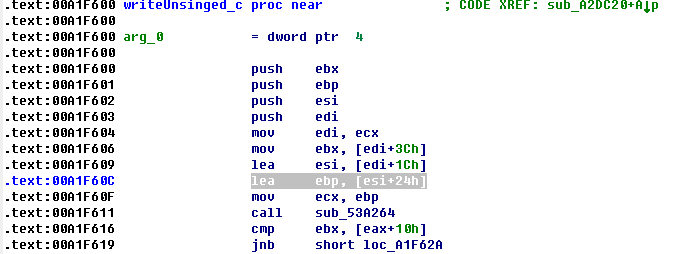 .text:00A1F600 writeUnsinged_c proc near ; CODE XREF: sub_A2DC20+A↓p
.text:00A1F600
.text:00A1F600 arg_0 = dword ptr 4
.text:00A1F600
.text:00A1F600 push ebx
.text:00A1F601 push ebp
.text:00A1F602 push esi
.text:00A1F603 push edi
.text:00A1F604 mov edi, ecx
.text:00A1F606 mov ebx, [edi+3Ch]
.text:00A1F609 lea esi, [edi+1Ch]
.text:00A1F60C lea ebp, [esi+24h]
.text:00A1F60F mov ecx, ebp
.text:00A1F611 call sub_53A264
.text:00A1F616 cmp ebx, [eax+10h]
.text:00A1F619 jnb short loc_A1F62A